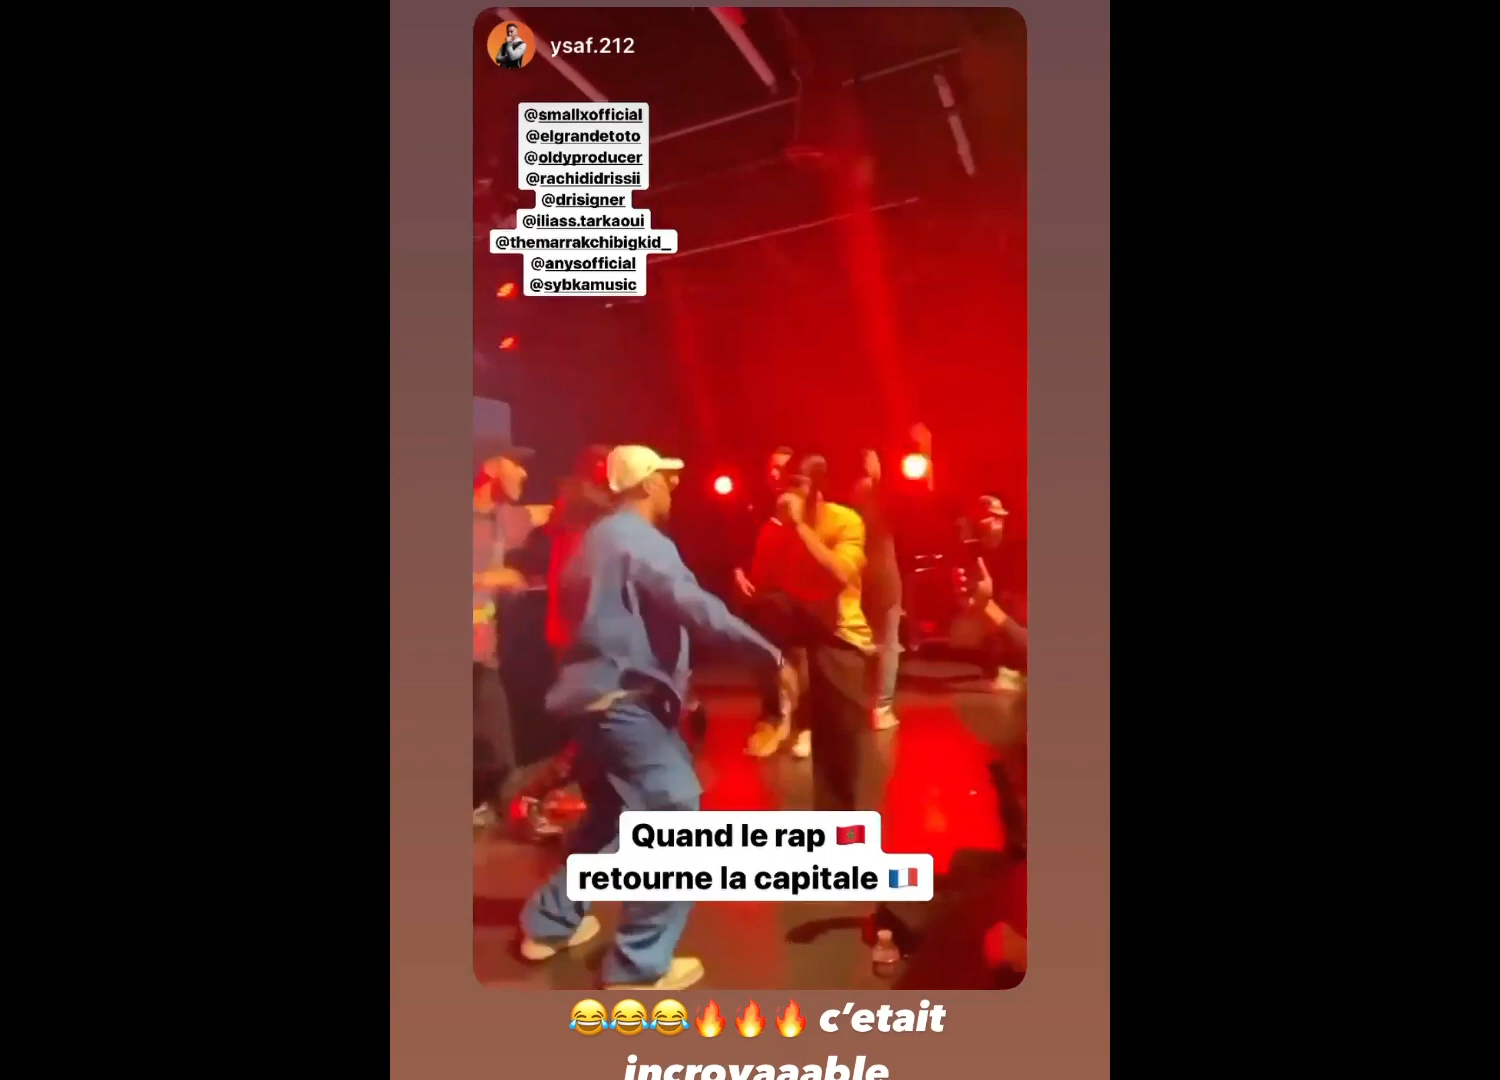 ysaf.212
@smallxofficial
@elgrandetoto
@oldyproducer
@rachididrissii
@drisigner
@iliass.tarkaoui
@themarrakchibigkid_
@anysofficial
@sybkamusic
Quand le rap 🇲🇦
retourne la capitale 🇫🇷
😂😂😂🔥🔥🔥 c'etait
incroyaaable